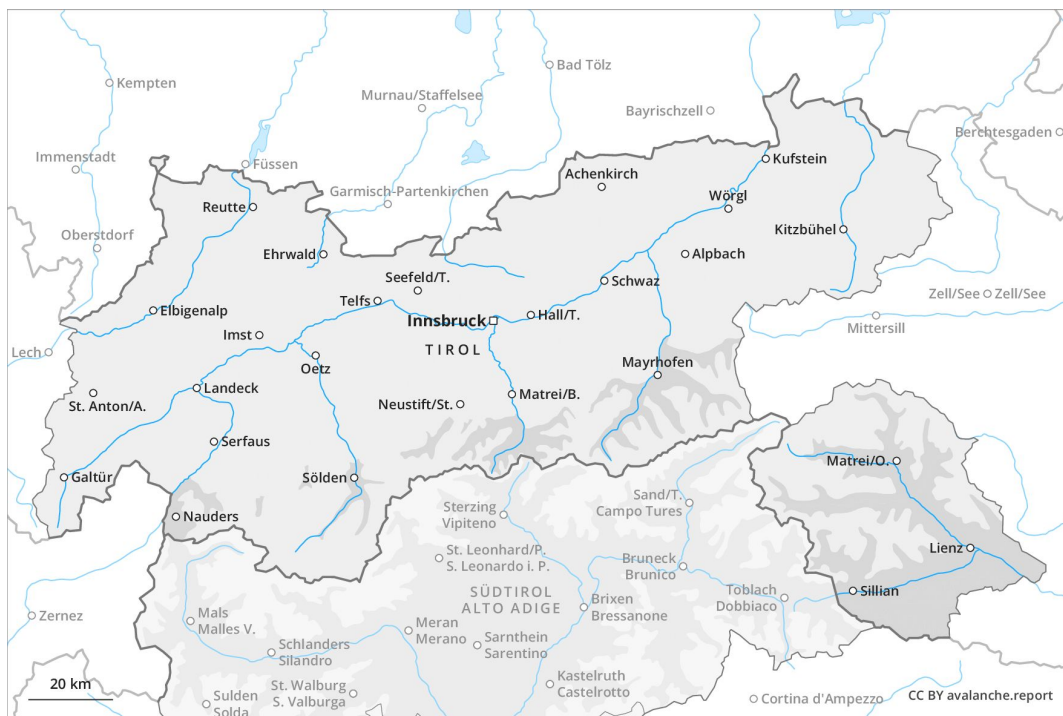 Kempten
Bad Tölz
Murnau/Staffelsee
Bayrischzell
Berchtesgaden
Immenstadt
Füssen
Kufstein
Achenkirch
Garmisch-Partenkirchen
Reutte
Wörgl
Oberstdorf
Kitzbühel
Ehrwald
Alpbach
Seefeld/T.
Schwaz
Zell/See
Zell/See
Telfs
Elbigenalp
Innsbruck
Hall/T.
Mittersill
Imst
TIROL
Lech
Oetz
Mayrhofen
Landeck
St. Anton/A.
Neustift/St.
Matrei/B.
Serfaus
Matrei/O.
Galtür
Sölden
Sand/T.
Campo Tures
Sterzing
Vipiteno
Nauders
Lienz
St. Leonhard/P.
S. Leonardo i. P.
Bruneck
Brunico
SÜDTIROL
ALTO ADIGE
Toblach
Dobbiaco
Sillian
Zernez
Mals
Malles V.
Brixen
Bressanone
Meran
Merano
Sarnthein
Sarentino
Schlanders
Silandro
20 km
St. Walburg
S. Valburga
Kastelruth
Castelrotto
Sulden
Solda
Cortina d'Ampezzo
CC BY avalanche.report